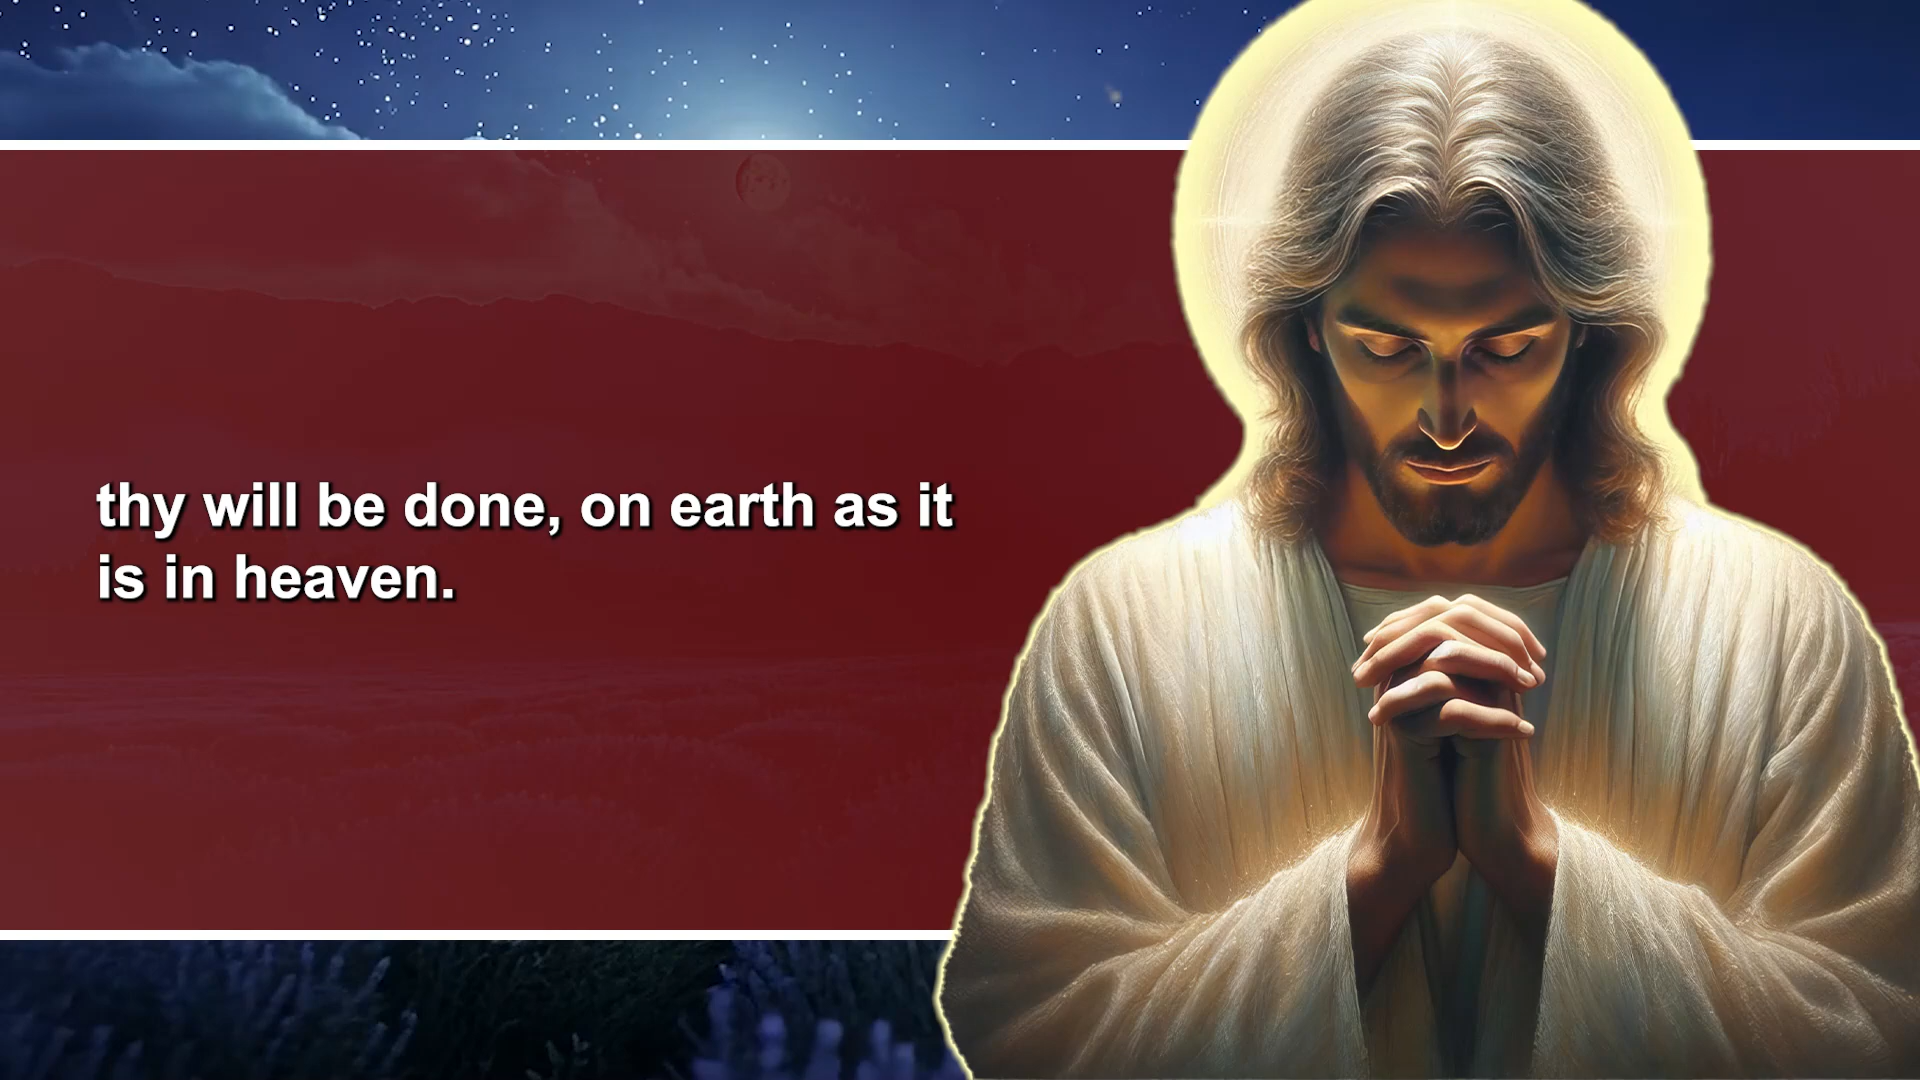 thy will be done, on earth as it
is in heaven.